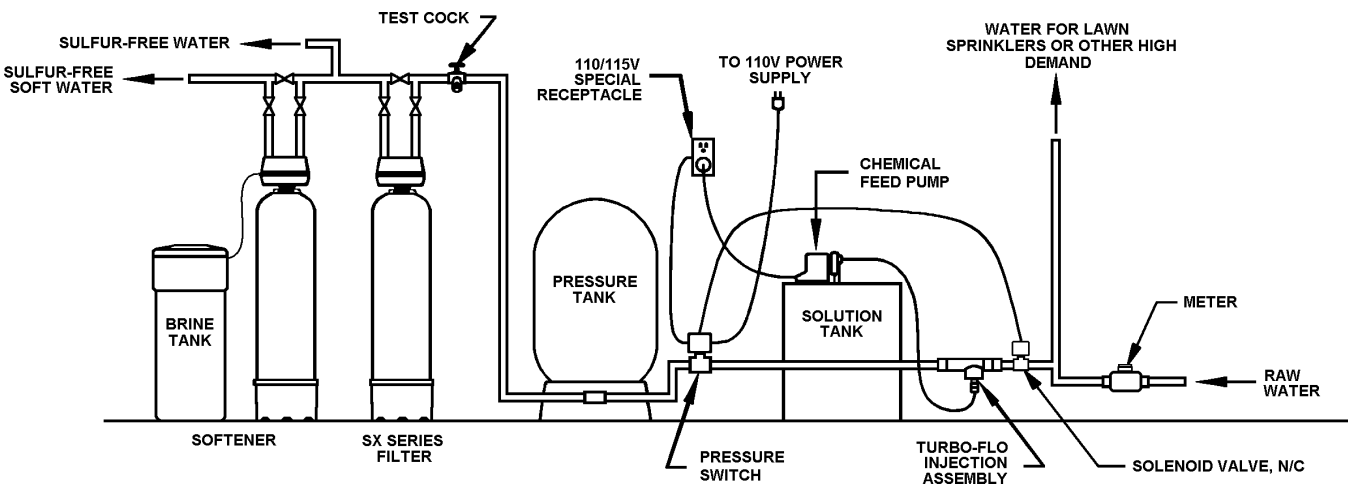 TEST COCK
SULFUR-FREE WATER
SULFUR-FREE
SOFT WATER
110/115V
SPECIAL
RECEPTACLE
TO 110V POWER
SUPPLY
WATER FOR LAWN
SPRINKLERS OR OTHER HIGH
DEMAND
CHEMICAL
FEED PUMP
PRESSURE
TANK
SOLUTION
TANK
METER
BRINE
TANK
RAW
WATER
SOFTENER
SX SERIES
FILTER
PRESSURE
SWITCH
TURBO-FLO
INJECTION
ASSEMBLY
SOLENOID VALVE, N/C